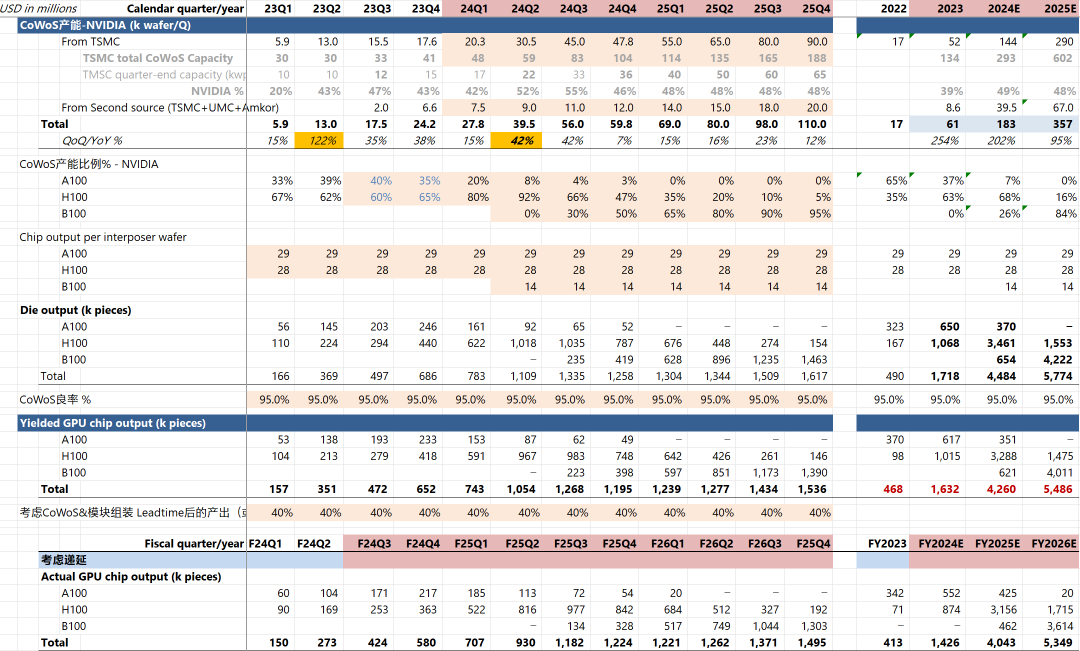 USD in millions Calendar quarter/year 23Q1 23Q2 23Q3 23Q4 24Q1 24Q2 24Q3 24Q4 25Q1 25Q2 25Q3 25Q4 2022 2023 2024E 2025E
CoWoS产能-NVIDIA (k wafer/Q)
From TSMC 5.9 13.0 15.5 17.6 20.3 30.5 45.0 47.8 55.0 65.0 80.0 90.0 17 52 144 290
TSMC total CoWoS Capacity 30 30 33 41 48 59 83 104 114 135 165 188 134 293 602
TMSC quarter-end capacity (kwp 10 10 12 15 17 22 33 36 40 50 60 65
NVIDIA % 20% 43% 47% 43% 42% 52% 55% 46% 48% 48% 48% 48% 39% 49% 48%
From Second source (TSMC+UMC+Amkor) 2.0 6.6 7.5 9.0 11.0 12.0 14.0 15.0 18.0 20.0 8.6 39.5 67.0
Total 5.9 13.0 17.5 24.2 27.8 39.5 56.0 59.8 69.0 80.0 98.0 110.0 17 61 183 357
QoQ/YoY % 15% 122% 35% 38% 15% 42% 42% 7% 15% 16% 23% 12% 254% 202% 95%
CoWoS产能比例% - NVIDIA
A100 33% 39% 40% 35% 20% 8% 4% 3% 0% 0% 0% 0% 65% 37% 7% 0%
H100 67% 62% 60% 65% 80% 92% 66% 47% 35% 20% 10% 5% 35% 63% 68% 16%
B100 0% 30% 50% 65% 80% 90% 95% 0% 26% 84%
Chip output per interposer wafer
A100 29 29 29 29 29 29 29 29 29 29 29 29 29 29 29 29
H100 28 28 28 28 28 28 28 28 28 28 28 28 28 28 28 28
B100 14 14 14 14 14 14 14 14 14
Die output (k pieces)
A100 56 145 203 246 161 92 65 52 – – – – 323 650 370 –
H100 110 224 294 440 622 1,018 1,035 787 676 448 274 154 167 1,068 3,461 1,553
B100 – 235 419 628 896 1,235 1,463 654 4,222
Total 166 369 497 686 783 1,109 1,335 1,258 1,304 1,344 1,509 1,617 490 1,718 4,484 5,774
CoWoS良率 % 95.0% 95.0% 95.0% 95.0% 95.0% 95.0% 95.0% 95.0% 95.0% 95.0% 95.0% 95.0% 95.0% 95.0% 95.0% 95.0%
Yielded GPU chip output (k pieces)
A100 53 138 193 233 153 87 62 49 – – – – 370 617 351 –
H100 104 213 279 418 591 967 983 748 642 426 261 146 98 1,015 3,288 1,475
B100 – 223 398 597 851 1,173 1,390 621 4,011
Total 157 351 472 652 743 1,054 1,268 1,195 1,239 1,277 1,434 1,536 468 1,632 4,260 5,486
考虑CoWoS&模块组装 Leadtime后的产出（ 40% 40% 40% 40% 40% 40% 40% 40% 40% 40% 40% 40%
Fiscal quarter/year F24Q1 F24Q2 F24Q3 F24Q4 F25Q1 F25Q2 F25Q3 F25Q4 F26Q1 F26Q2 F26Q3 F25Q4 FY2023 FY2024E FY2025E FY2026E
考虑递延
Actual GPU chip output (k pieces)
A100 60 104 171 217 185 113 72 54 20 – – – 342 552 425 20
H100 90 169 253 363 522 816 977 842 684 512 327 192 71 874 3,156 1,715
B100 – 134 328 517 749 1,044 1,303 – – 462 3,614
Total 150 273 424 580 707 930 1,182 1,224 1,221 1,262 1,371 1,495 413 1,426 4,043 5,349